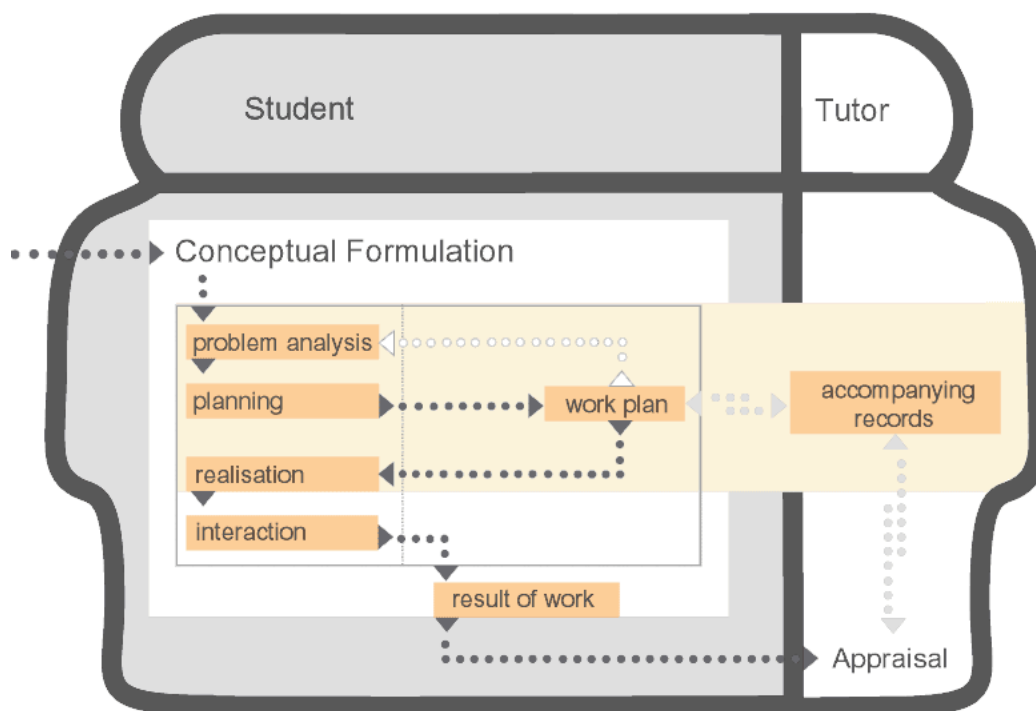 Student
Tutor
Conceptual Formulation
problem analysis
planning
work plan
accompanying
records
realisation
interaction
result of work
Appraisal